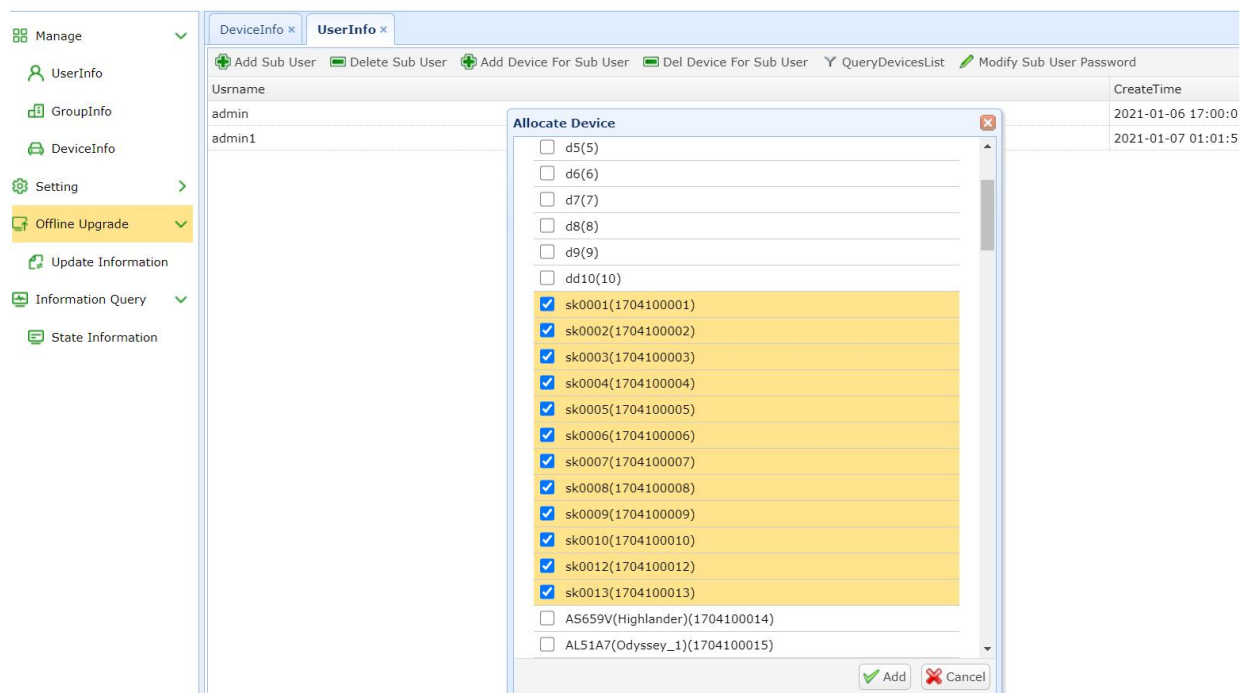 Manage
UserInfo
GroupInfo
DeviceInfo
Setting
Offline Upgrade
Update Information
Information Query
State Information
DeviceInfo × UserInfo ×
Add Sub User Delete Sub User Add Device For Sub User Del Device For Sub User QueryDevicesList Modify Sub User Password
Usrname CreateTime
admin 2021-01-06 17:00:0
admin1 2021-01-07 01:01:5
Allocate Device
d5(5)
d6(6)
d7(7)
d8(8)
d9(9)
dd10(10)
sk0001(1704100001)
sk0002(1704100002)
sk0003(1704100003)
sk0004(1704100004)
sk0005(1704100005)
sk0006(1704100006)
sk0007(1704100007)
sk0008(1704100008)
sk0009(1704100009)
sk0010(1704100010)
sk0012(1704100012)
sk0013(1704100013)
AS659V(Highlander)(1704100014)
AL51A7(Odyssey_1)(1704100015)
Add Cancel